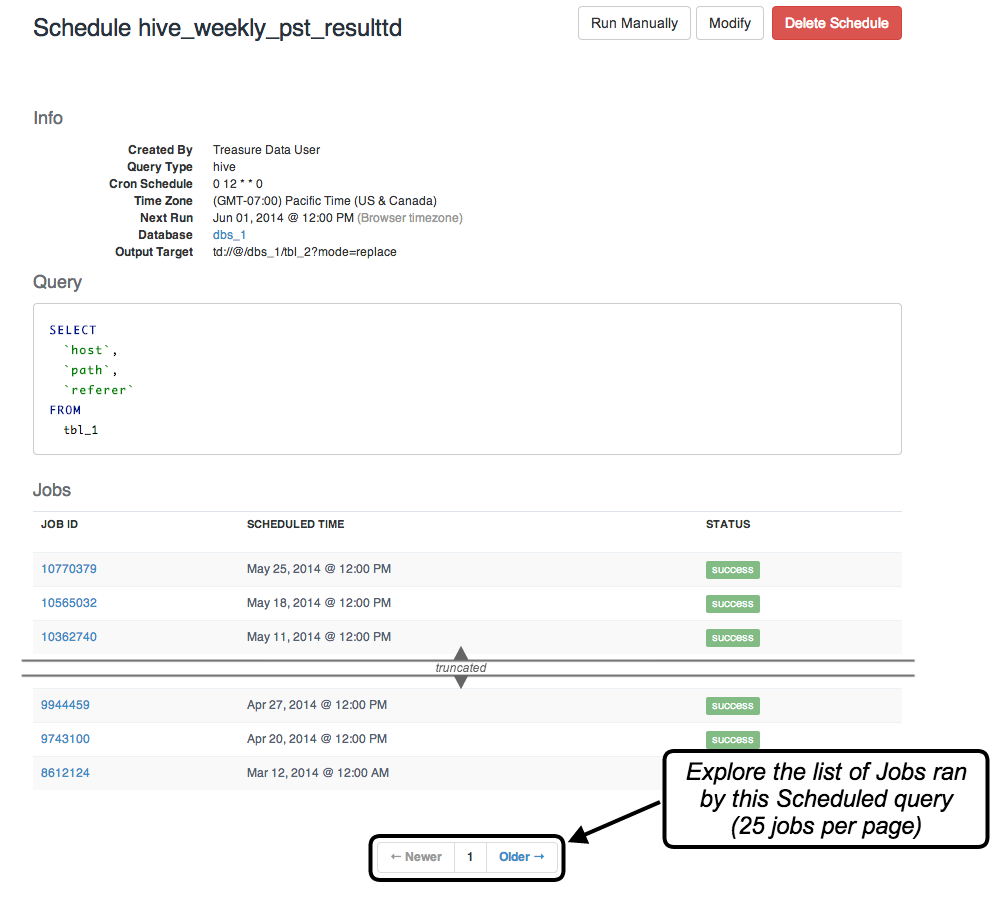 Schedule hive_weekly_pst_resulttd
Run Manually Modify Delete Schedule
Info
Created By Treasure Data User
Query Type hive
Cron Schedule 0 12 * * 0
Time Zone (GMT-07:00) Pacific Time (US & Canada)
Next Run Jun 01, 2014 @ 12:00 PM (Browser timezone)
Database dbs_1
Output Target td://@/dbs_1/tbl_2?mode=replace
Query
SELECT
`host`,
`path`,
`referer`
FROM
tbl_1
Jobs
JOB ID SCHEDULED TIME STATUS
10770379 May 25, 2014 @ 12:00 PM success
10565032 May 18, 2014 @ 12:00 PM success
10362740 May 11, 2014 @ 12:00 PM success
truncated
9944459 Apr 27, 2014 @ 12:00 PM success
9743100 Apr 20, 2014 @ 12:00 PM success
8612124 Mar 12, 2014 @ 12:00 AM
Explore the list of Jobs ran
by this Scheduled query
(25 jobs per page)
← Newer 1 Older →